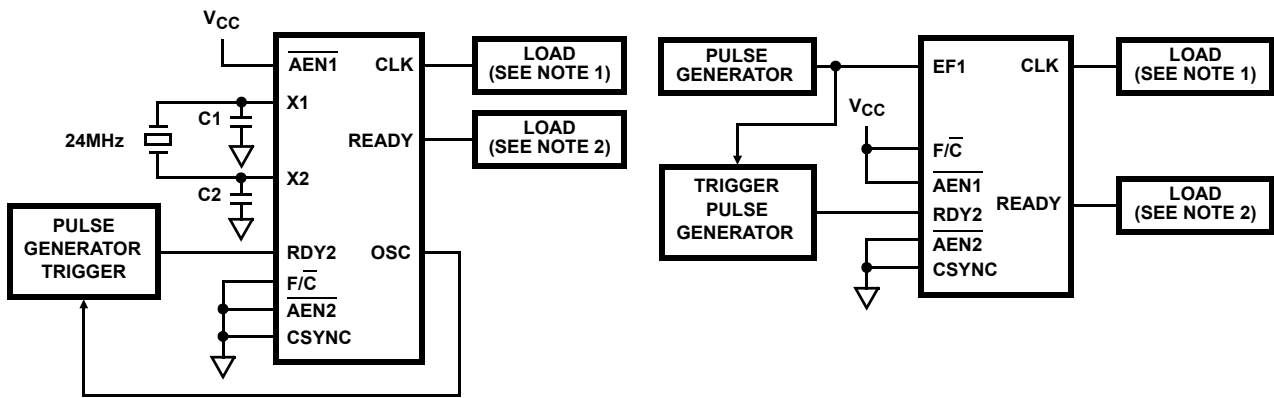 VCC
AEN1
CLK
LOAD
(SEE NOTE 1)
X1
C1
24MHz
READY
LOAD
(SEE NOTE 2)
X2
C2
PULSE
GENERATOR
TRIGGER
RDY2
OSC
F/C
AEN2
CSYNC
PULSE
GENERATOR
EF1
CLK
LOAD
(SEE NOTE 1)
VCC
F/C
TRIGGER
PULSE
GENERATOR
AEN1
RDY2
READY
LOAD
(SEE NOTE 2)
AEN2
CSYNC